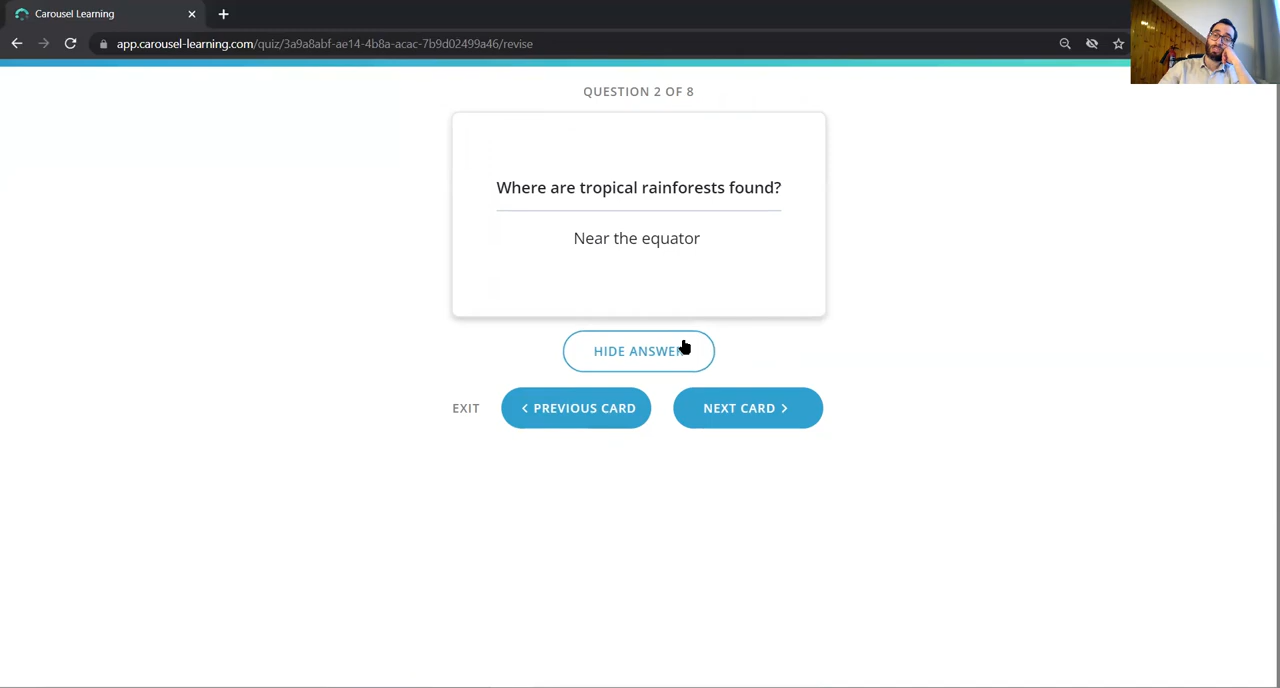 Carousel Learning
app.carousel-learning.com/quiz/3a9a8abf-ae14-4b8a-acac-7b9d02499a46/revise
QUESTION 2 OF 8
Where are tropical rainforests found?
Near the equator
HIDE ANSWER
EXIT
PREVIOUS CARD
NEXT CARD